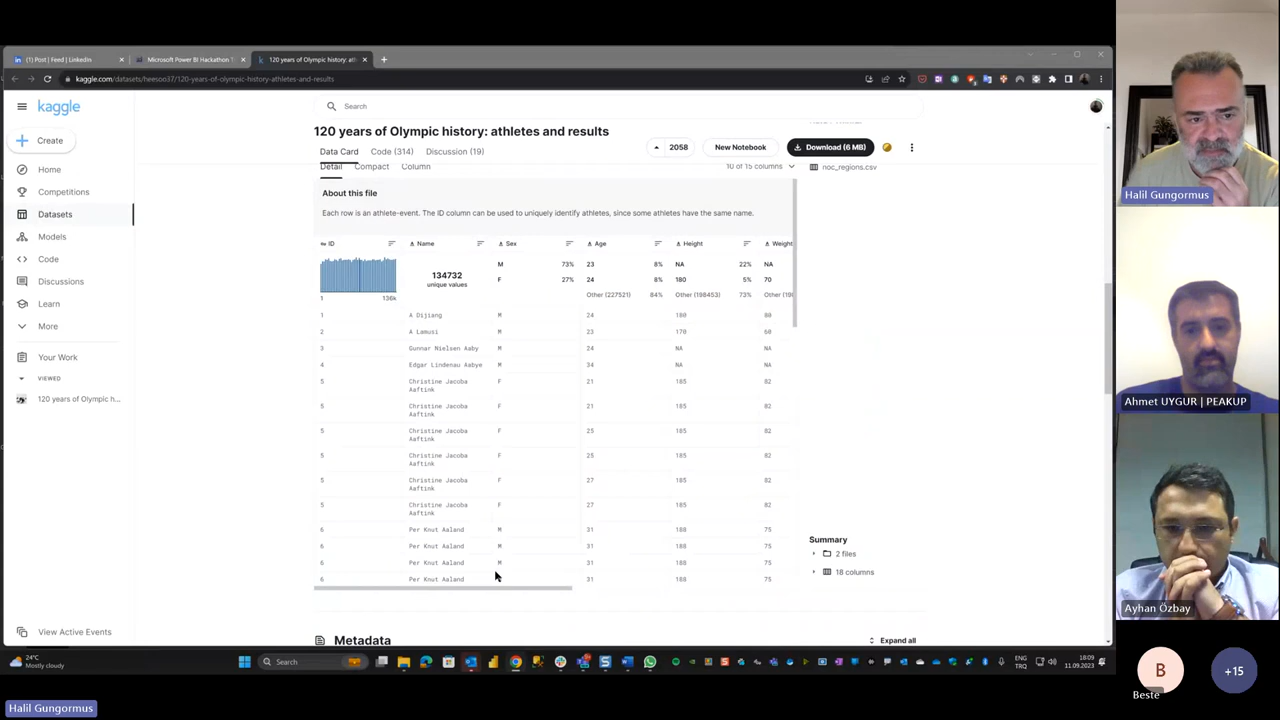 (1) Post | Feed | LinkedIn
Microsoft Power BI Hackathon T
120 years of Olympic history: ath
kaggle.com/datasets/heesoo37/120-years-of-olympic-history-athletes-and-results
kaggle
Search
Create
Home
Competitions
Datasets
Models
Code
Discussions
Learn
More
Your Work
VIEWED
120 years of Olympic h...
View Active Events
120 years of Olympic history: athletes and results
2058
New Notebook
Download (6 MB)
Data Card
Code (314)
Discussion (19)
Detail
Compact
Column
10 of 15 columns
noc_regions.csv
About this file
Each row is an athlete-event. The ID column can be used to uniquely identify athletes, since some athletes have the same name.
ID Name Sex Age Height Weight
134732
unique values
1 136k
M 73% 23 8% NA 22% NA
F 27% 24 8% 180 5% 70
Other (227521) 84% Other (198453) 73%
1 A Dijiang M 24 180 80
2 A Lamusi M 23 170 60
3 Gunnar Nielsen Aaby M 24 NA NA
4 Edgar Lindenau Aabye M 34 NA NA
5 Christine Jacoba Aaftink F 21 185 82
5 Christine Jacoba Aaftink F 21 185 82
5 Christine Jacoba Aaftink F 25 185 82
5 Christine Jacoba Aaftink F 25 185 82
5 Christine Jacoba Aaftink F 27 185 82
5 Christine Jacoba Aaftink F 27 185 82
6 Per Knut Aaland M 31 188 75
6 Per Knut Aaland M 31 188 75
6 Per Knut Aaland M 31 188 75
6 Per Knut Aaland M 31 188 75
Summary
2 files
18 columns
Metadata
Expand all
24°C
Mostly cloudy
Search
ENG
TRQ
18:09
11.09.2023
Halil Gungormus
Halil Gungormus
Ahmet UYGUR | PEAKUP
Ayhan Özbay
B
Beste
+15